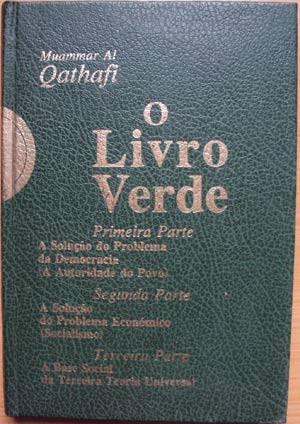 Muammar Al
Qathafi
O
Livro
Verde
Primeira Parte
A Solução do Problema
da Democracia
(A Autoridade do Povo)
Segunda Parte
A Solução
do Problema Económico
(Socialismo)
Terceira Parte
A Base Social
da Terceira Teoria Universal